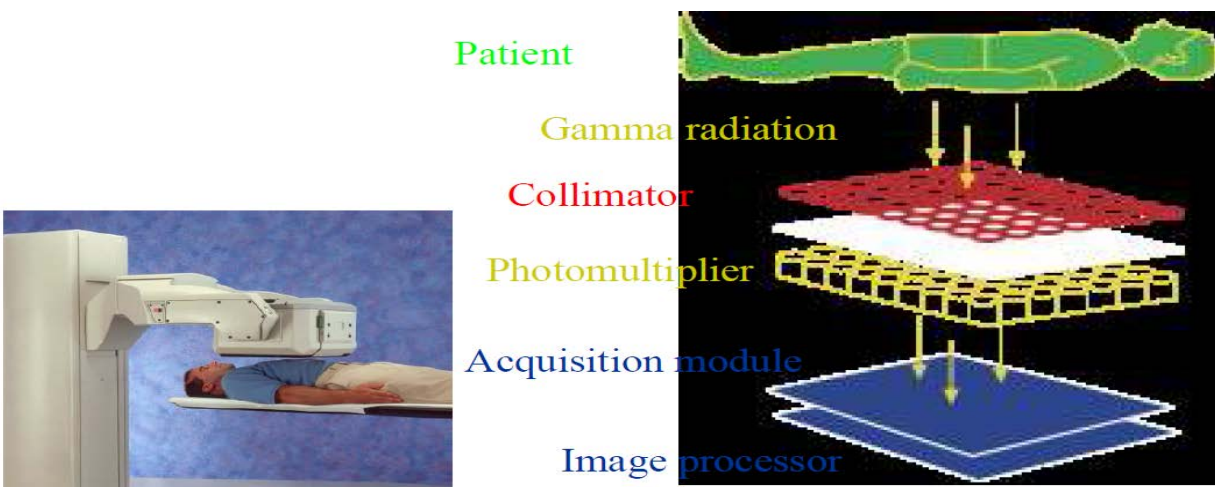 Patient
Gamma radiation
Collimator
Photomultiplier
Acquisition module
Image processor